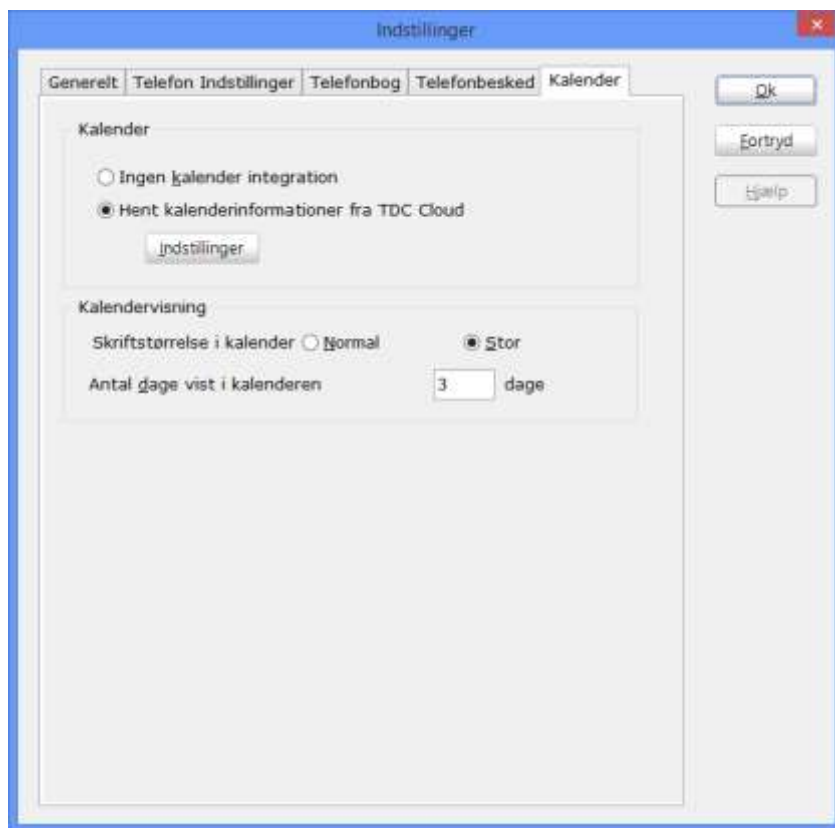 Indstillinger
Generelt Telefon Indstillinger Telefonbog Telefonbesked Kalender
Ok
Fortryd
Hjælp
Kalender
Ingen kalender integration
Hent kalenderinformationer fra TDC Cloud
Indstillinger
Kalendervisning
Skriftstørrelse i kalender Normal Stor
Antal dage vist i kalenderen 3 dage